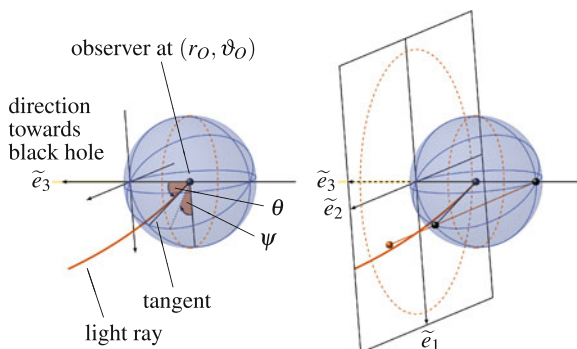 observer at (r_O, ϑ_O)
direction
towards
black hole
ẽ_3
θ
ψ
tangent
light ray
ẽ_3
ẽ_2
ẽ_1